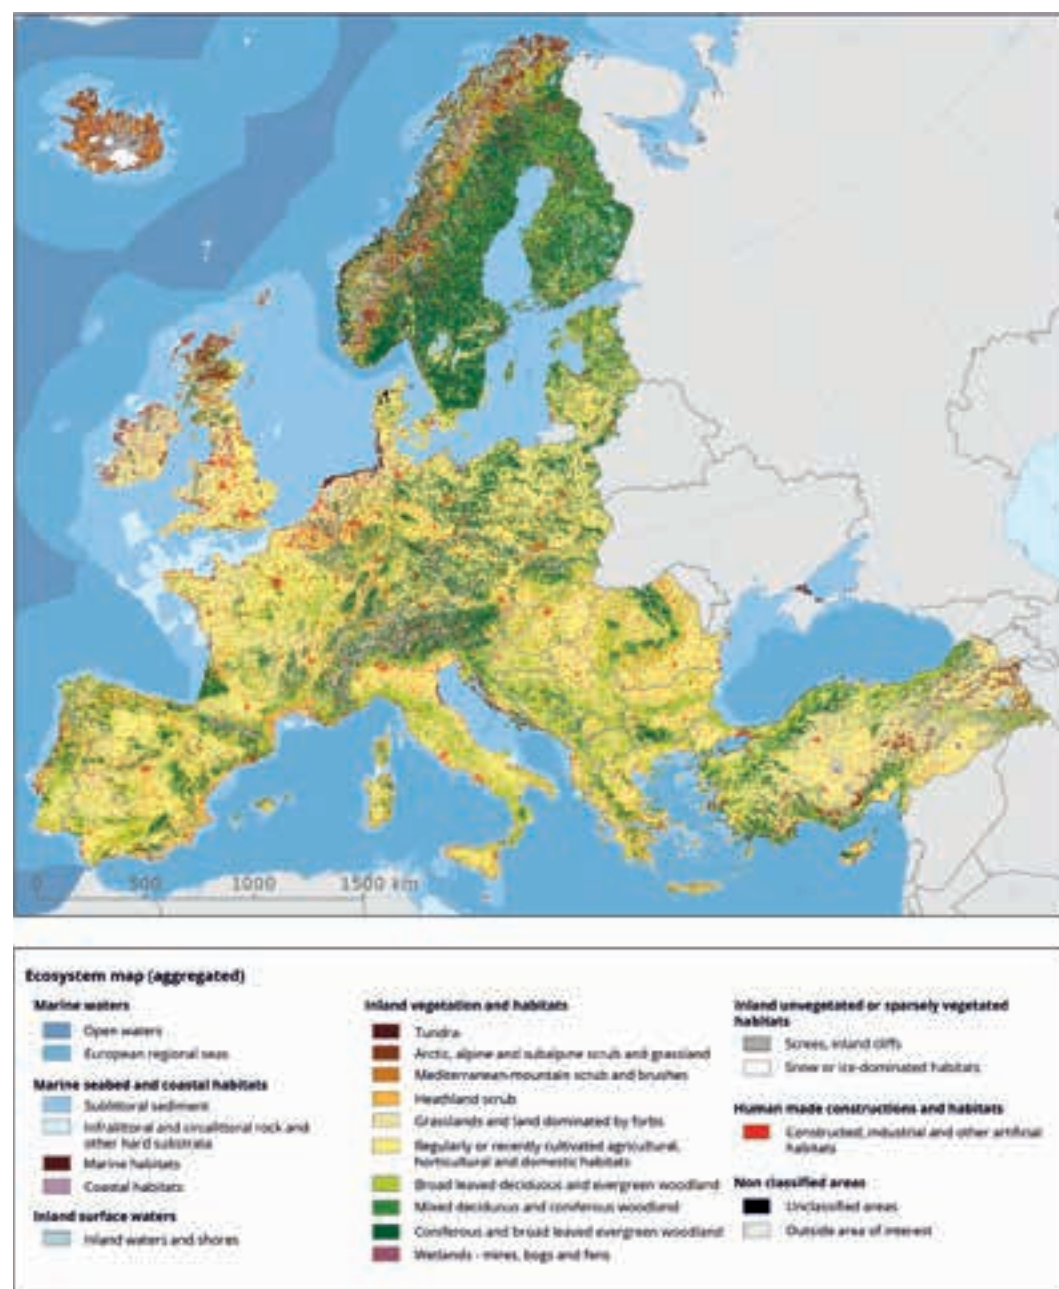 0 500 1000 1500 km
Ecosystem map (aggregated)
Marine waters
Open waters
European regional seas
Marine seabed and coastal habitats
Sublittoral sediment
Infralittoral and circalittoral rock and
other hard substrata
Marine habitats
Coastal habitats
Inland surface waters
Inland waters and shores
Inland vegetation and habitats
Tundra
Arctic, alpine and subalpine scrub and grassland
Mediterranean-mountain scrub and brushes
Heathland scrub
Grasslands and land dominated by forbs
Regularly or recently cultivated agricultural,
horticultural and domestic habitats
Broad leaved deciduous and evergreen woodland
Mixed deciduous and coniferous woodland
Coniferous and broad leaved evergreen woodland
Wetlands - mires, bogs and fens
Inland unvegetated or sparsely vegetated
habitats
Screes, inland cliffs
Snow or ice-dominated habitats
Human made constructions and habitats
Constructed, industrial and other artificial
habitats
Non classified areas
Unclassified areas
Outside area of interest